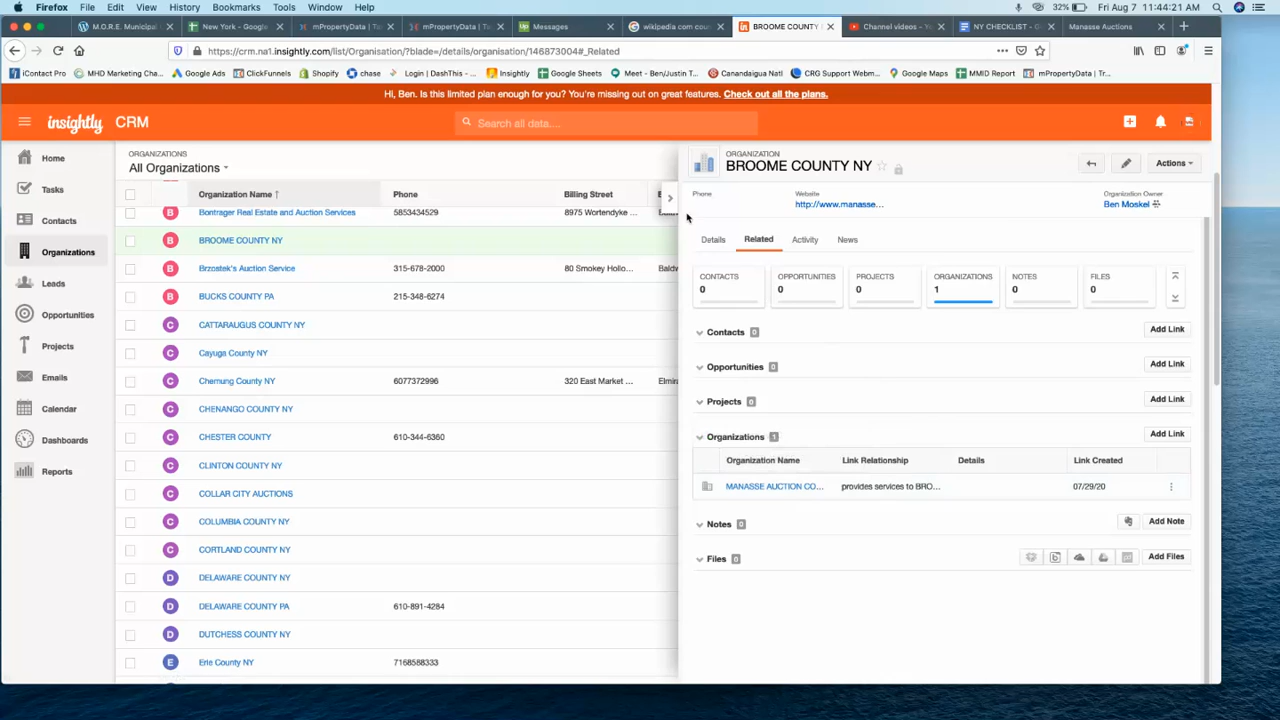 Firefox File Edit View History Bookmarks Tools Window Help 32% Fri Aug 7 11:44:21 AM
M.O.R.E. Municipal New York - Google mPropertyData | T mPropertyData | T Messages wikipedia com coun BROOME COUNTY Channel videos - Yo NY CHECKLIST - G Manasse Auctions
https://crm.na1.insightly.com/list/Organisation/?blade=/details/organisation/146873004#_Related
iContact Pro MHD Marketing Cha... Google Ads ClickFunnels Shopify chase Login | DashThis -... Insightly Google Sheets Meet - Ben/Justin T... Canandaigua Natl CRG Support Webm... Google Maps MMID Report mPropertyData | Tr...
Hi, Ben. Is this limited plan enough for you? You're missing out on great features. Check out all the plans.
insightly CRM Search all data....
Home
Tasks
Contacts
Organizations
Leads
Opportunities
Projects
Emails
Calendar
Dashboards
Reports
ORGANIZATIONS
All Organizations
Organization Name ↑ Phone Billing Street
B Bontrager Real Estate and Auction Services 5853434529 8975 Wortendyke ...
B BROOME COUNTY NY
B Brzostek's Auction Service 315-678-2000 80 Smokey Hollo... Baldw
B BUCKS COUNTY PA 215-348-6274
C CATTARAUGUS COUNTY NY
C Cayuga County NY
C Chemung County NY 6077372996 320 East Market ... Elmira
C CHENANGO COUNTY NY
C CHESTER COUNTY 610-344-6360
C CLINTON COUNTY NY
C COLLAR CITY AUCTIONS
C COLUMBIA COUNTY NY
C CORTLAND COUNTY NY
D DELAWARE COUNTY NY
D DELAWARE COUNTY PA 610-891-4284
D DUTCHESS COUNTY NY
E Erie County NY 7168588333
ORGANIZATION
BROOME COUNTY NY
Actions
Phone Website Organization Owner
http://www.manasse... Ben Moskel
Details Related Activity News
CONTACTS OPPORTUNITIES PROJECTS ORGANIZATIONS NOTES FILES
0 0 0 1 0 0
Contacts 0 Add Link
Opportunities 0 Add Link
Projects 0 Add Link
Organizations 1 Add Link
Organization Name Link Relationship Details Link Created
MANASSE AUCTION CO... provides services to BRO... 07/29/20
Notes 0 Add Note
Files 0 Add Files